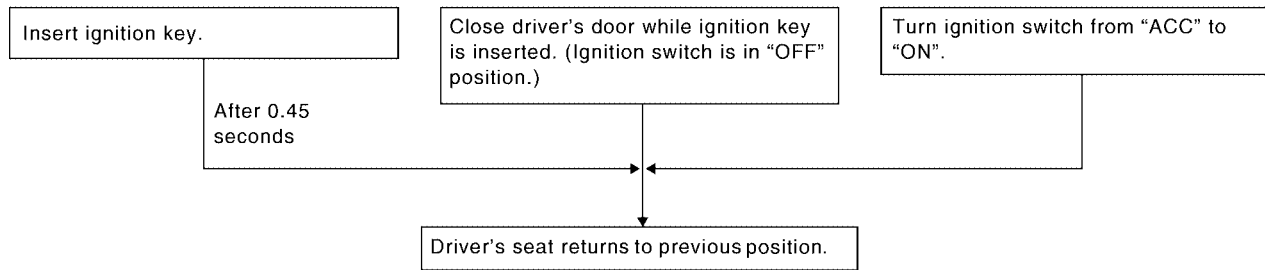 Insert ignition key.
Close driver's door while ignition key
is inserted. (Ignition switch is in “OFF”
position.)
Turn ignition switch from “ACC” to
“ON”.
After 0.45
seconds
Driver's seat returns to previous position.